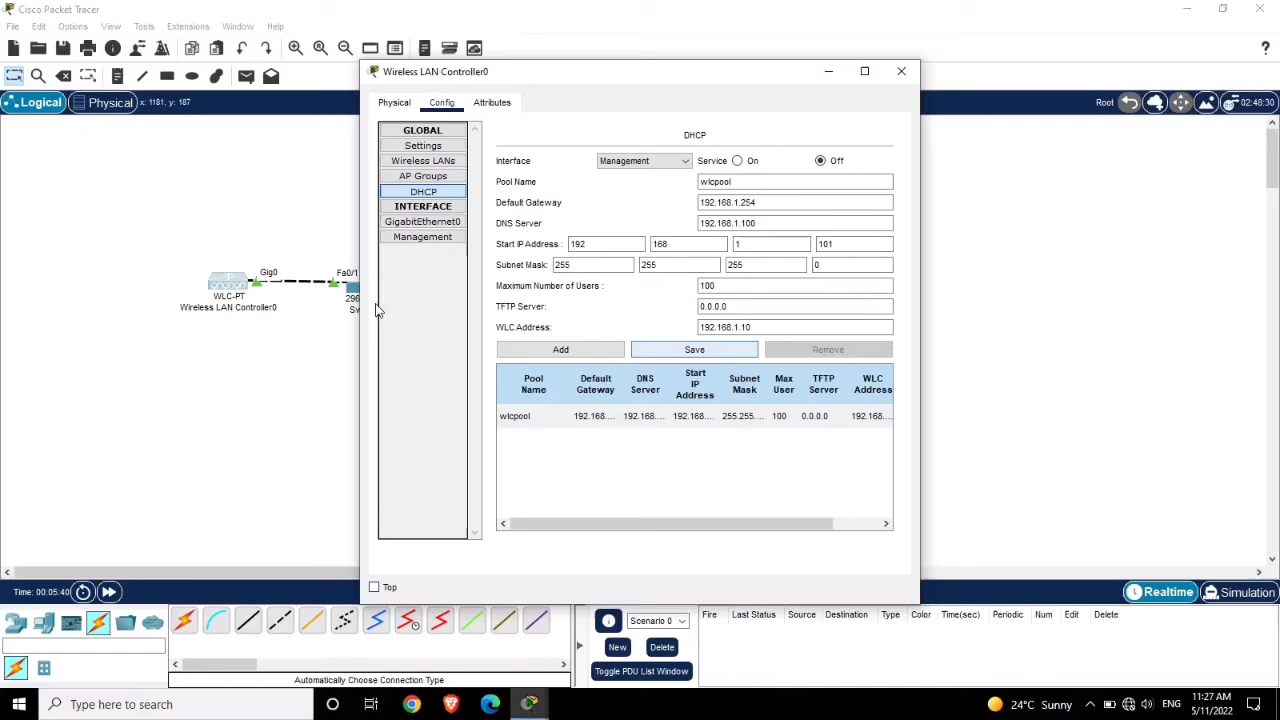 Cisco Packet Tracer
File Edit Options View Tools Extensions Window Help
?
Logical Physical x: 1181, y: 187 Root 02:48:30
Wireless LAN Controller0
Physical Config Attributes
GLOBAL
Settings
Wireless LANs
AP Groups
DHCP
INTERFACE
GigabitEthernet0
Management
DHCP
Interface Management Service On Off
Pool Name wlcpool
Default Gateway 192.168.1.254
DNS Server 192.168.1.100
Start IP Address : 192 168 1 101
Subnet Mask: 255 255 255 0
Maximum Number of Users : 100
TFTP Server: 0.0.0.0
WLC Address: 192.168.1.10
Add Save Remove
Pool Name Default Gateway DNS Server Start IP Address Subnet Mask Max User TFTP Server WLC Address
wlcpool 192.168.... 192.168.... 192.168.... 255.255.... 100 0.0.0.0 192.168....
Top
Gig0 Fa0/1
WLC-PT
Wireless LAN Controller0
296
Sw
Time: 00:05:40 Realtime Simulation
Scenario 0
New Delete
Toggle PDU List Window
Fire Last Status Source Destination Type Color Time(sec) Periodic Num Edit Delete
Automatically Choose Connection Type
Type here to search
24°C Sunny ENG
11:27 AM
5/11/2022